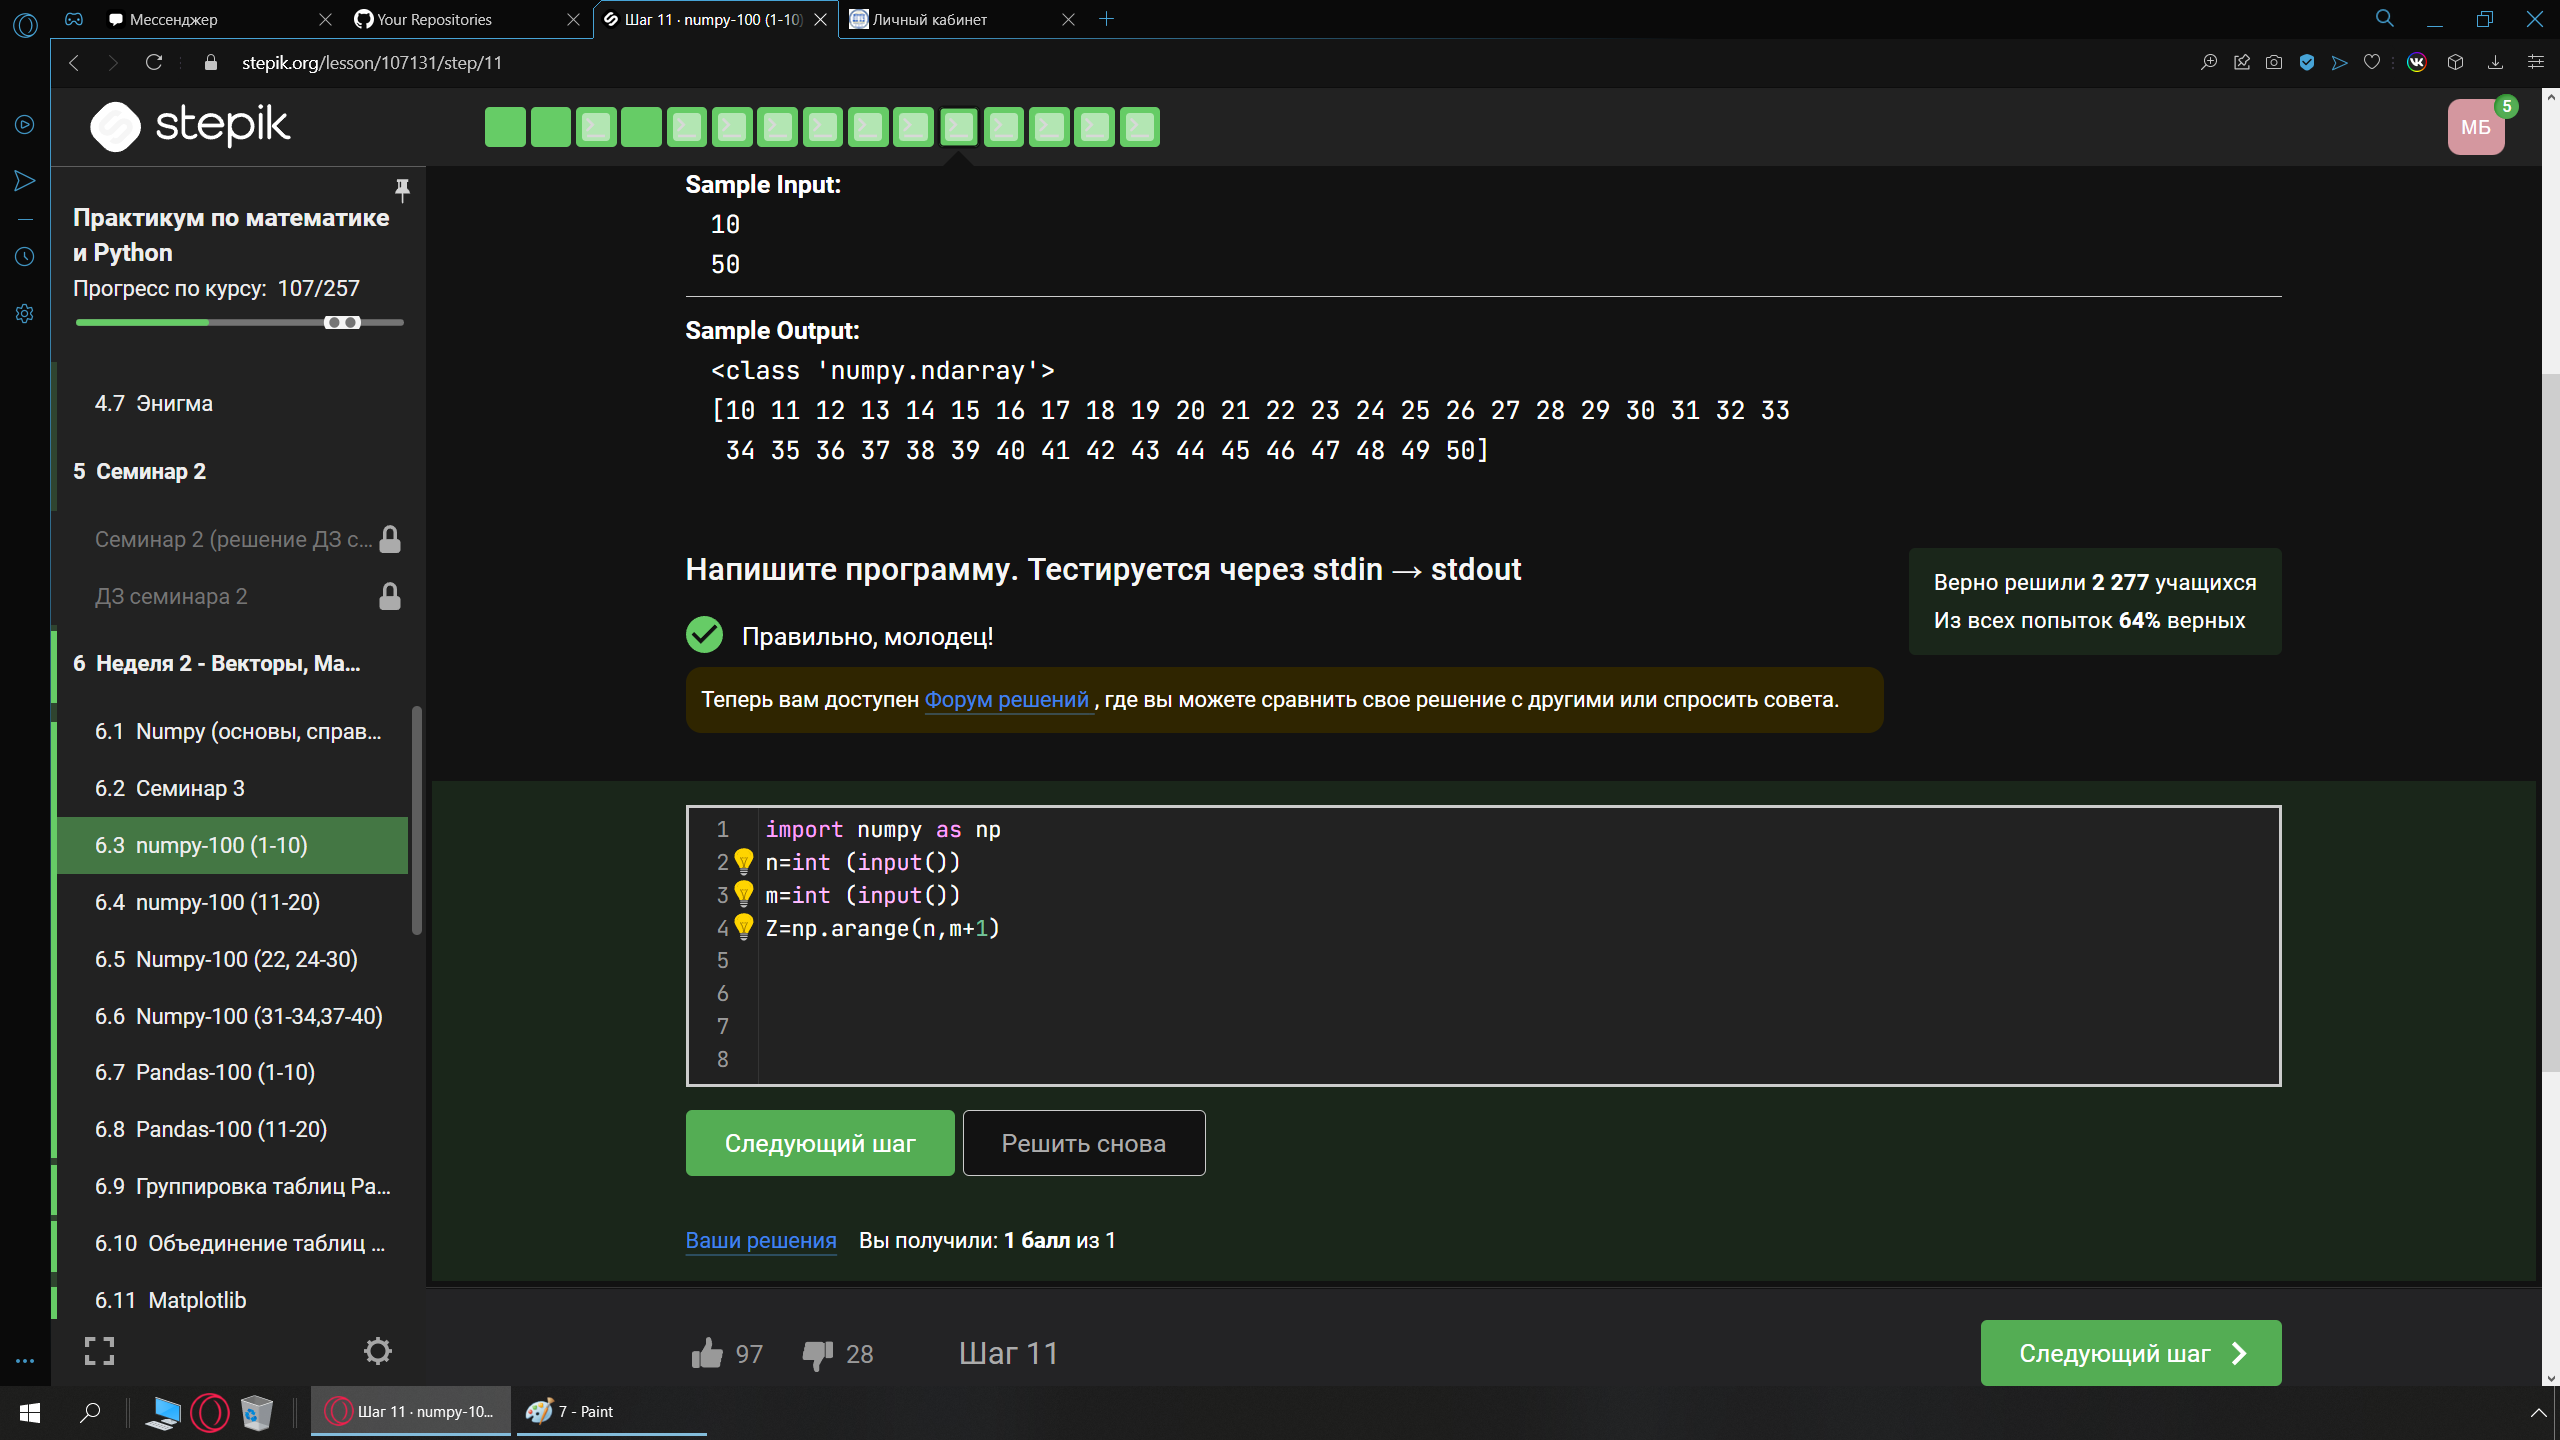 Мессенджер
Your Repositories
Шаг 11 · numpy-100 (1-10)
Личный кабинет
stepik.org/lesson/107131/step/11
stepik
МБ
5
Практикум по математике
и Python
Прогресс по курсу: 107/257
4.7 Энигма
5 Семинар 2
Семинар 2 (решение ДЗ с...
ДЗ семинара 2
6 Неделя 2 - Векторы, Ма...
6.1 Numpy (основы, справ...
6.2 Семинар 3
6.3 numpy-100 (1-10)
6.4 numpy-100 (11-20)
6.5 Numpy-100 (22, 24-30)
6.6 Numpy-100 (31-34,37-40)
6.7 Pandas-100 (1-10)
6.8 Pandas-100 (11-20)
6.9 Группировка таблиц Pa...
6.10 Объединение таблиц ...
6.11 Matplotlib
Sample Input:
10
50
Sample Output:
<class 'numpy.ndarray'>
[10 11 12 13 14 15 16 17 18 19 20 21 22 23 24 25 26 27 28 29 30 31 32 33
34 35 36 37 38 39 40 41 42 43 44 45 46 47 48 49 50]
Напишите программу. Тестируется через stdin → stdout
Верно решили 2 277 учащихся
Из всех попыток 64% верных
Правильно, молодец!
Теперь вам доступен Форум решений , где вы можете сравнить свое решение с другими или спросить совета.
1 import numpy as np
2 n=int (input())
3 m=int (input())
4 Z=np.arange(n,m+1)
5
6
7
8
Следующий шаг
Решить снова
Ваши решения Вы получили: 1 балл из 1
97
28
Шаг 11
Следующий шаг
Шаг 11 · numpy-10...
7 - Paint